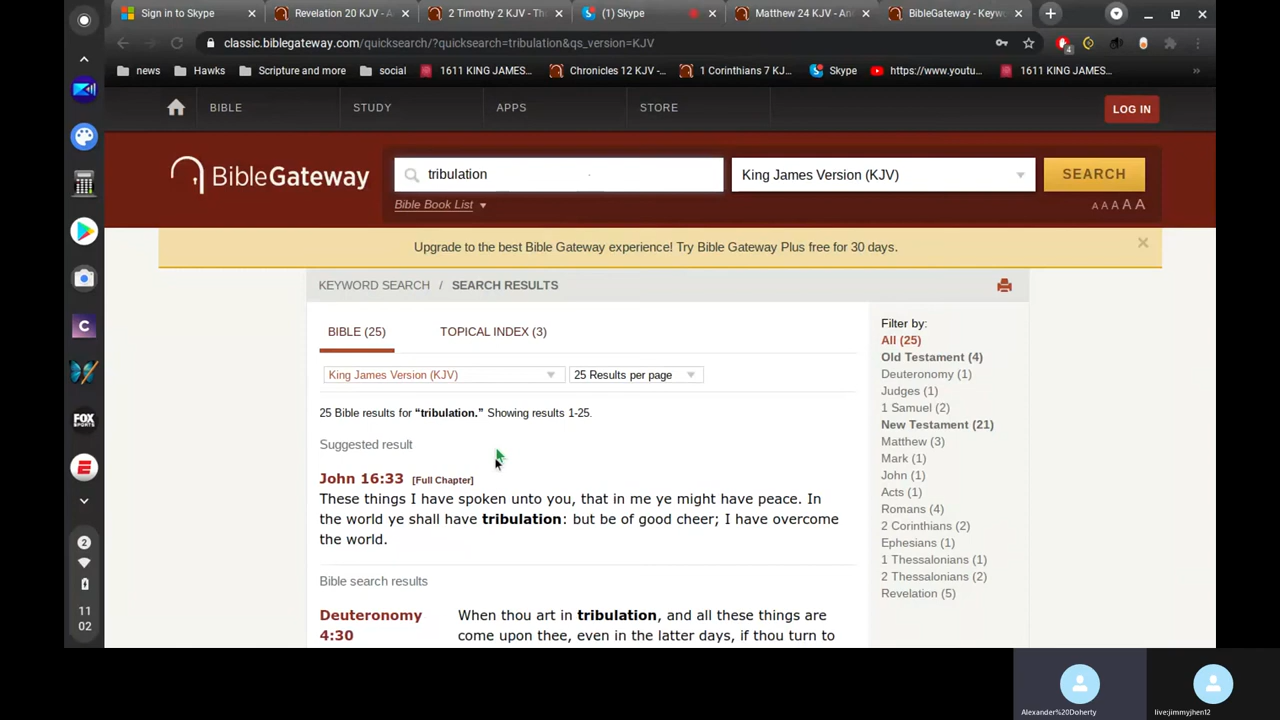 Sign in to Skype
Revelation 20 KJV - A
2 Timothy 2 KJV - Th
(1) Skype
Matthew 24 KJV - An
BibleGateway - Keyw
classic.biblegateway.com/quicksearch/?quicksearch=tribulation&qs_version=KJV
4
news
Hawks
Scripture and more
social
1611 KING JAMES...
Chronicles 12 KJV -...
1 Corinthians 7 KJ...
Skype
https://www.youtu...
1611 KING JAMES...
»
BIBLE
STUDY
APPS
STORE
LOG IN
BibleGateway
tribulation
King James Version (KJV)
SEARCH
Bible Book List
A A A A A
Upgrade to the best Bible Gateway experience! Try Bible Gateway Plus free for 30 days.
KEYWORD SEARCH / SEARCH RESULTS
BIBLE (25)
TOPICAL INDEX (3)
King James Version (KJV)
25 Results per page
25 Bible results for “tribulation.” Showing results 1-25.
Suggested result
John 16:33 [Full Chapter]
These things I have spoken unto you, that in me ye might have peace. In
the world ye shall have tribulation: but be of good cheer; I have overcome
the world.
Bible search results
Deuteronomy
4:30
When thou art in tribulation, and all these things are
come upon thee, even in the latter days, if thou turn to
Filter by:
All (25)
Old Testament (4)
Deuteronomy (1)
Judges (1)
1 Samuel (2)
New Testament (21)
Matthew (3)
Mark (1)
John (1)
Acts (1)
Romans (4)
2 Corinthians (2)
Ephesians (1)
1 Thessalonians (1)
2 Thessalonians (2)
Revelation (5)
C
FOX
SPORTS
E
2
11
02
Alexander%20Doherty
live:jimmyjhen12